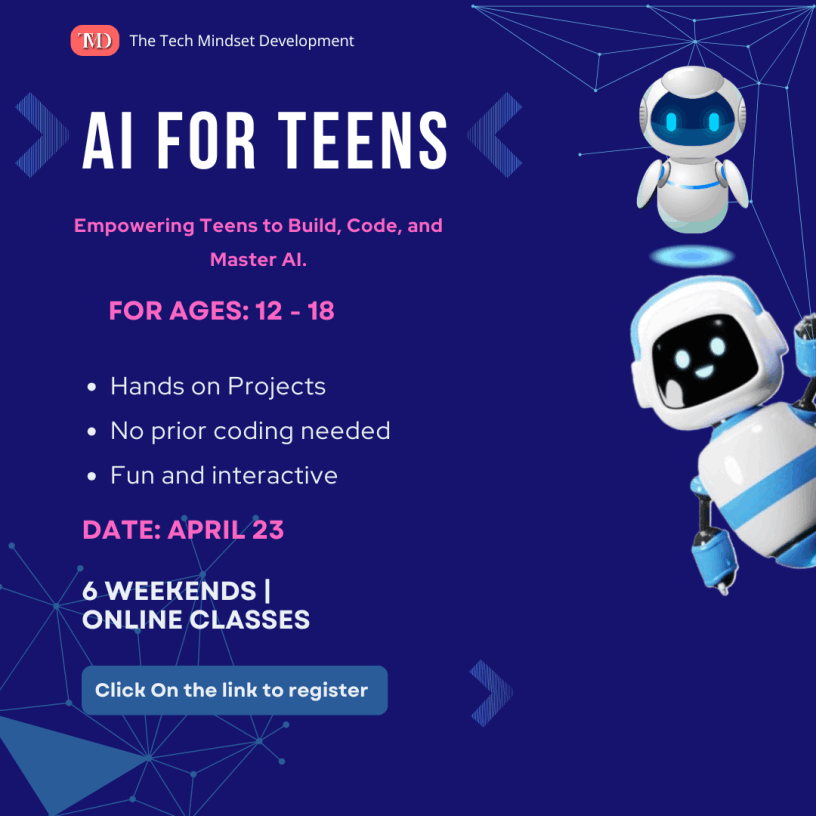 TMD The Tech Mindset Development
AI FOR TEENS
Empowering Teens to Build, Code, and
Master AI.
FOR AGES: 12 - 18
• Hands on Projects
• No prior coding needed
• Fun and interactive
DATE: APRIL 23
6 WEEKENDS |
ONLINE CLASSES
Click On the link to register